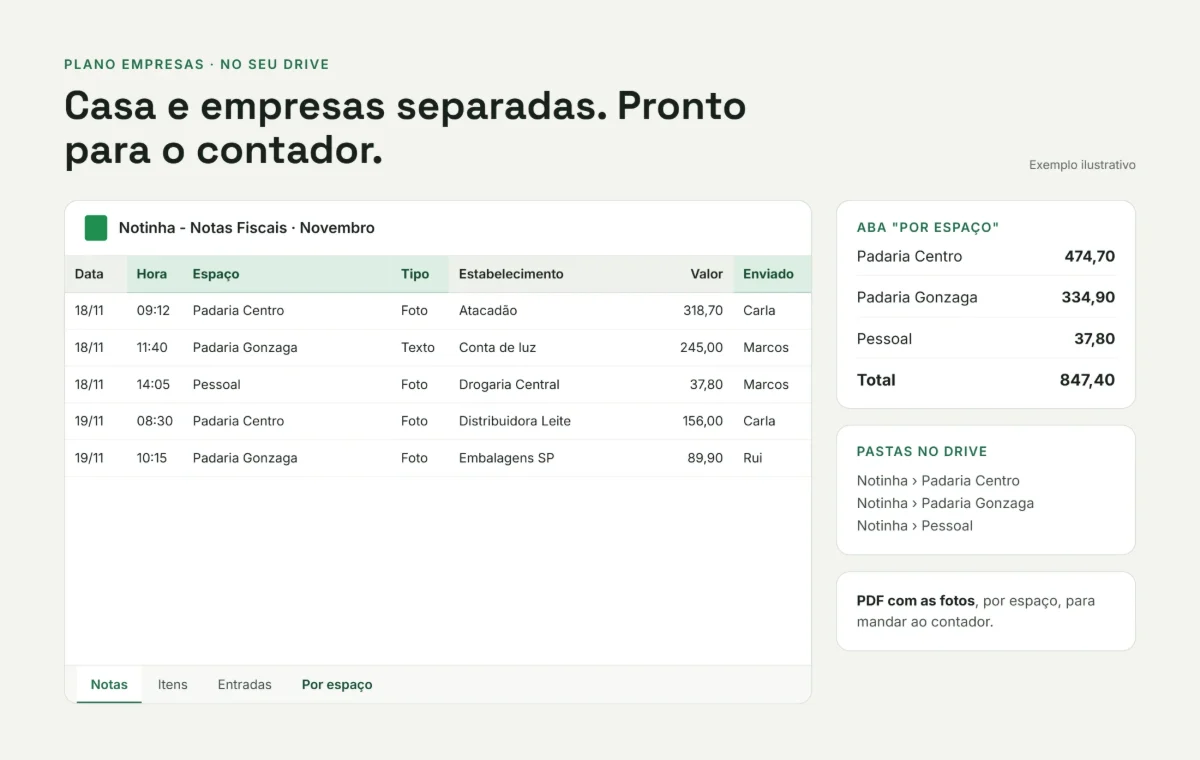 PLANO EMPRESAS · NO SEU DRIVE
Casa e empresas separadas. Pronto
para o contador.
Exemplo ilustrativo
Notinha - Notas Fiscais · Novembro
Data Hora Espaço Tipo Estabelecimento Valor Enviado
18/11 09:12 Padaria Centro Foto Atacadão 318,70 Carla
18/11 11:40 Padaria Gonzaga Texto Conta de luz 245,00 Marcos
18/11 14:05 Pessoal Foto Drogaria Central 37,80 Marcos
19/11 08:30 Padaria Centro Foto Distribuidora Leite 156,00 Carla
19/11 10:15 Padaria Gonzaga Foto Embalagens SP 89,90 Rui
Notas Itens Entradas Por espaço
ABA "POR ESPAÇO"
Padaria Centro 474,70
Padaria Gonzaga 334,90
Pessoal 37,80
Total 847,40
PASTAS NO DRIVE
Notinha › Padaria Centro
Notinha › Padaria Gonzaga
Notinha › Pessoal
PDF com as fotos, por espaço, para
mandar ao contador.